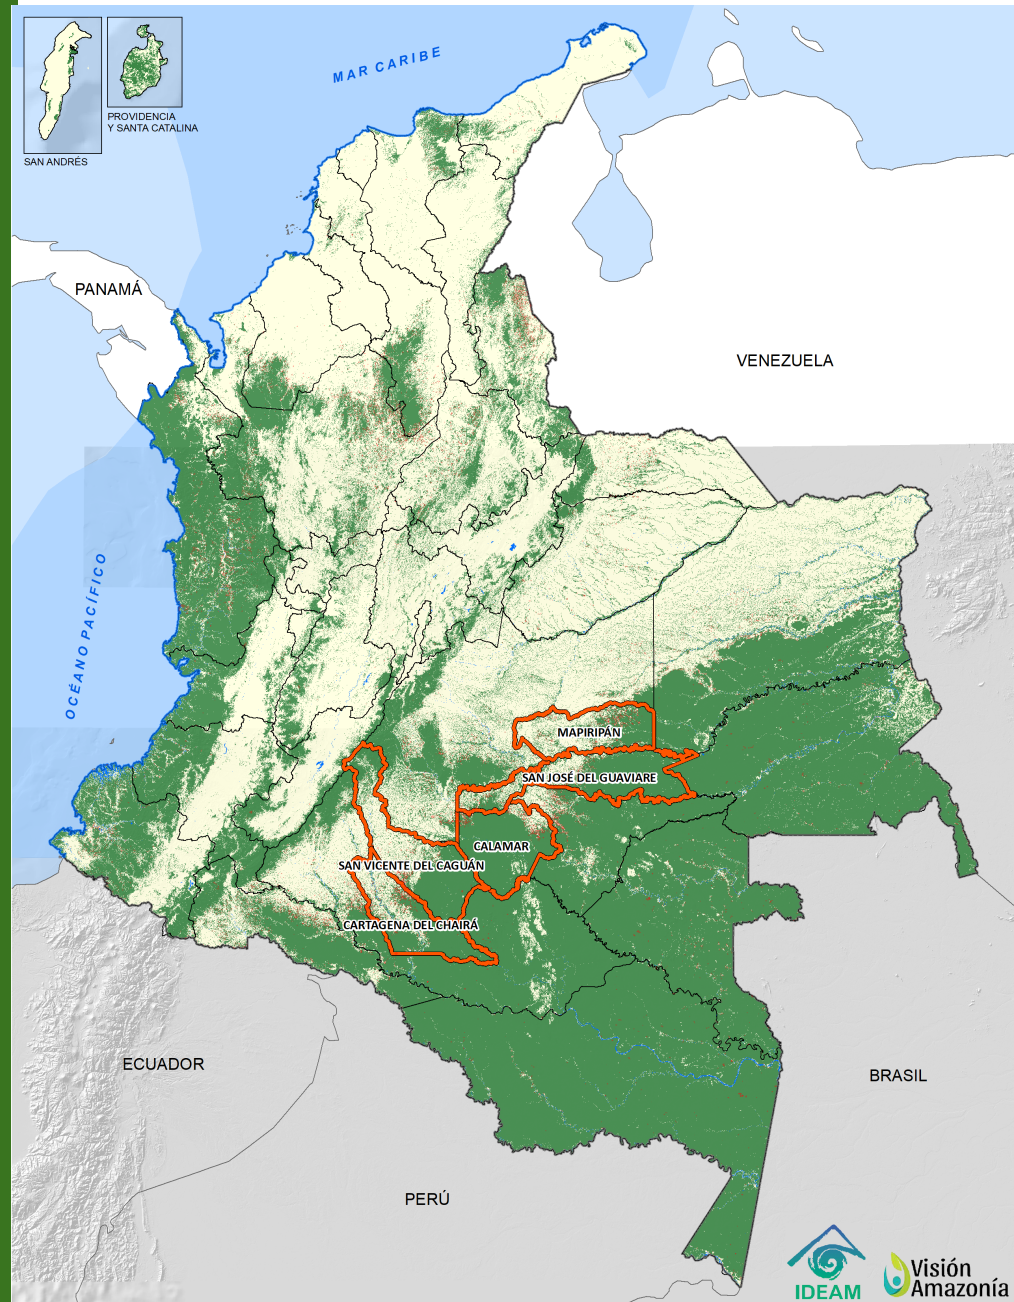 MAR CARIBE
PROVIDENCIA
Y SANTA CATALINA
SAN ANDRÉS
PANAMÁ
VENEZUELA
OCÉANO PACÍFICO
MAPIRIPÁN
SAN JOSÉ DEL GUAVIARE
CALAMAR
SAN VICENTE DEL CAGUÁN
CARTAGENA DEL CHAIRÁ
ECUADOR
BRASIL
PERÚ
IDEAM
Visión
Amazonía